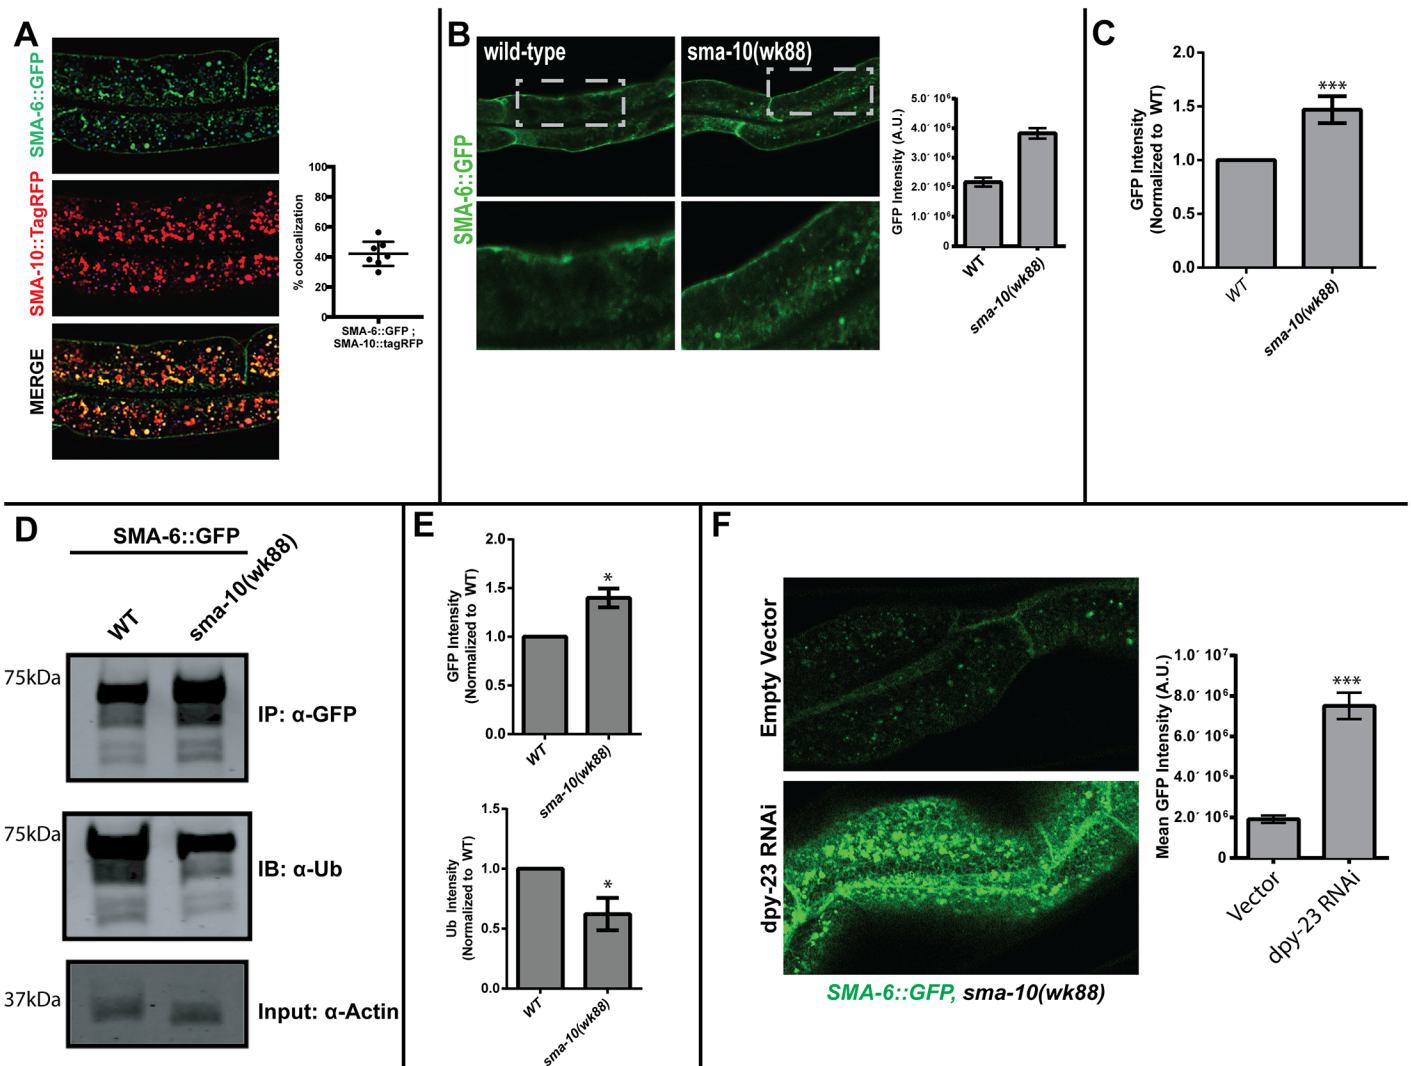 A
SMA-6::GFP
SMA-10::TagRFP
MERGE
% colocalization
100
80
60
40
20
0
SMA-6::GFP ;
SMA-10::tagRFP
B
wild-type
sma-10(wk88)
SMA-6::GFP
GFP Intensity (A.U.)
5.0´ 10⁶
4.0´ 10⁶
3.0´ 10⁶
2.0´ 10⁶
1.0´ 10⁶
0
WT
sma-10(wk88)
C
GFP Intensity
(Normalized to WT)
2.0
1.5
1.0
0.5
0.0
***
WT
sma-10(wk88)
D
SMA-6::GFP
WT
sma-10(wk88)
75kDa
IP: α-GFP
75kDa
IB: α-Ub
37kDa
Input: α-Actin
E
GFP Intensity
(Normalized to WT)
2.0
1.5
1.0
0.5
0.0
*
WT
sma-10(wk88)
Ub Intensity
(Normalized to WT)
1.5
1.0
0.5
0.0
*
WT
sma-10(wk88)
F
Empty Vector
dpy-23 RNAi
SMA-6::GFP, sma-10(wk88)
Mean GFP Intensity (A.U.)
1.0´ 10⁷
8.0´ 10⁶
6.0´ 10⁶
4.0´ 10⁶
2.0´ 10⁶
0
***
Vector
dpy-23 RNAi